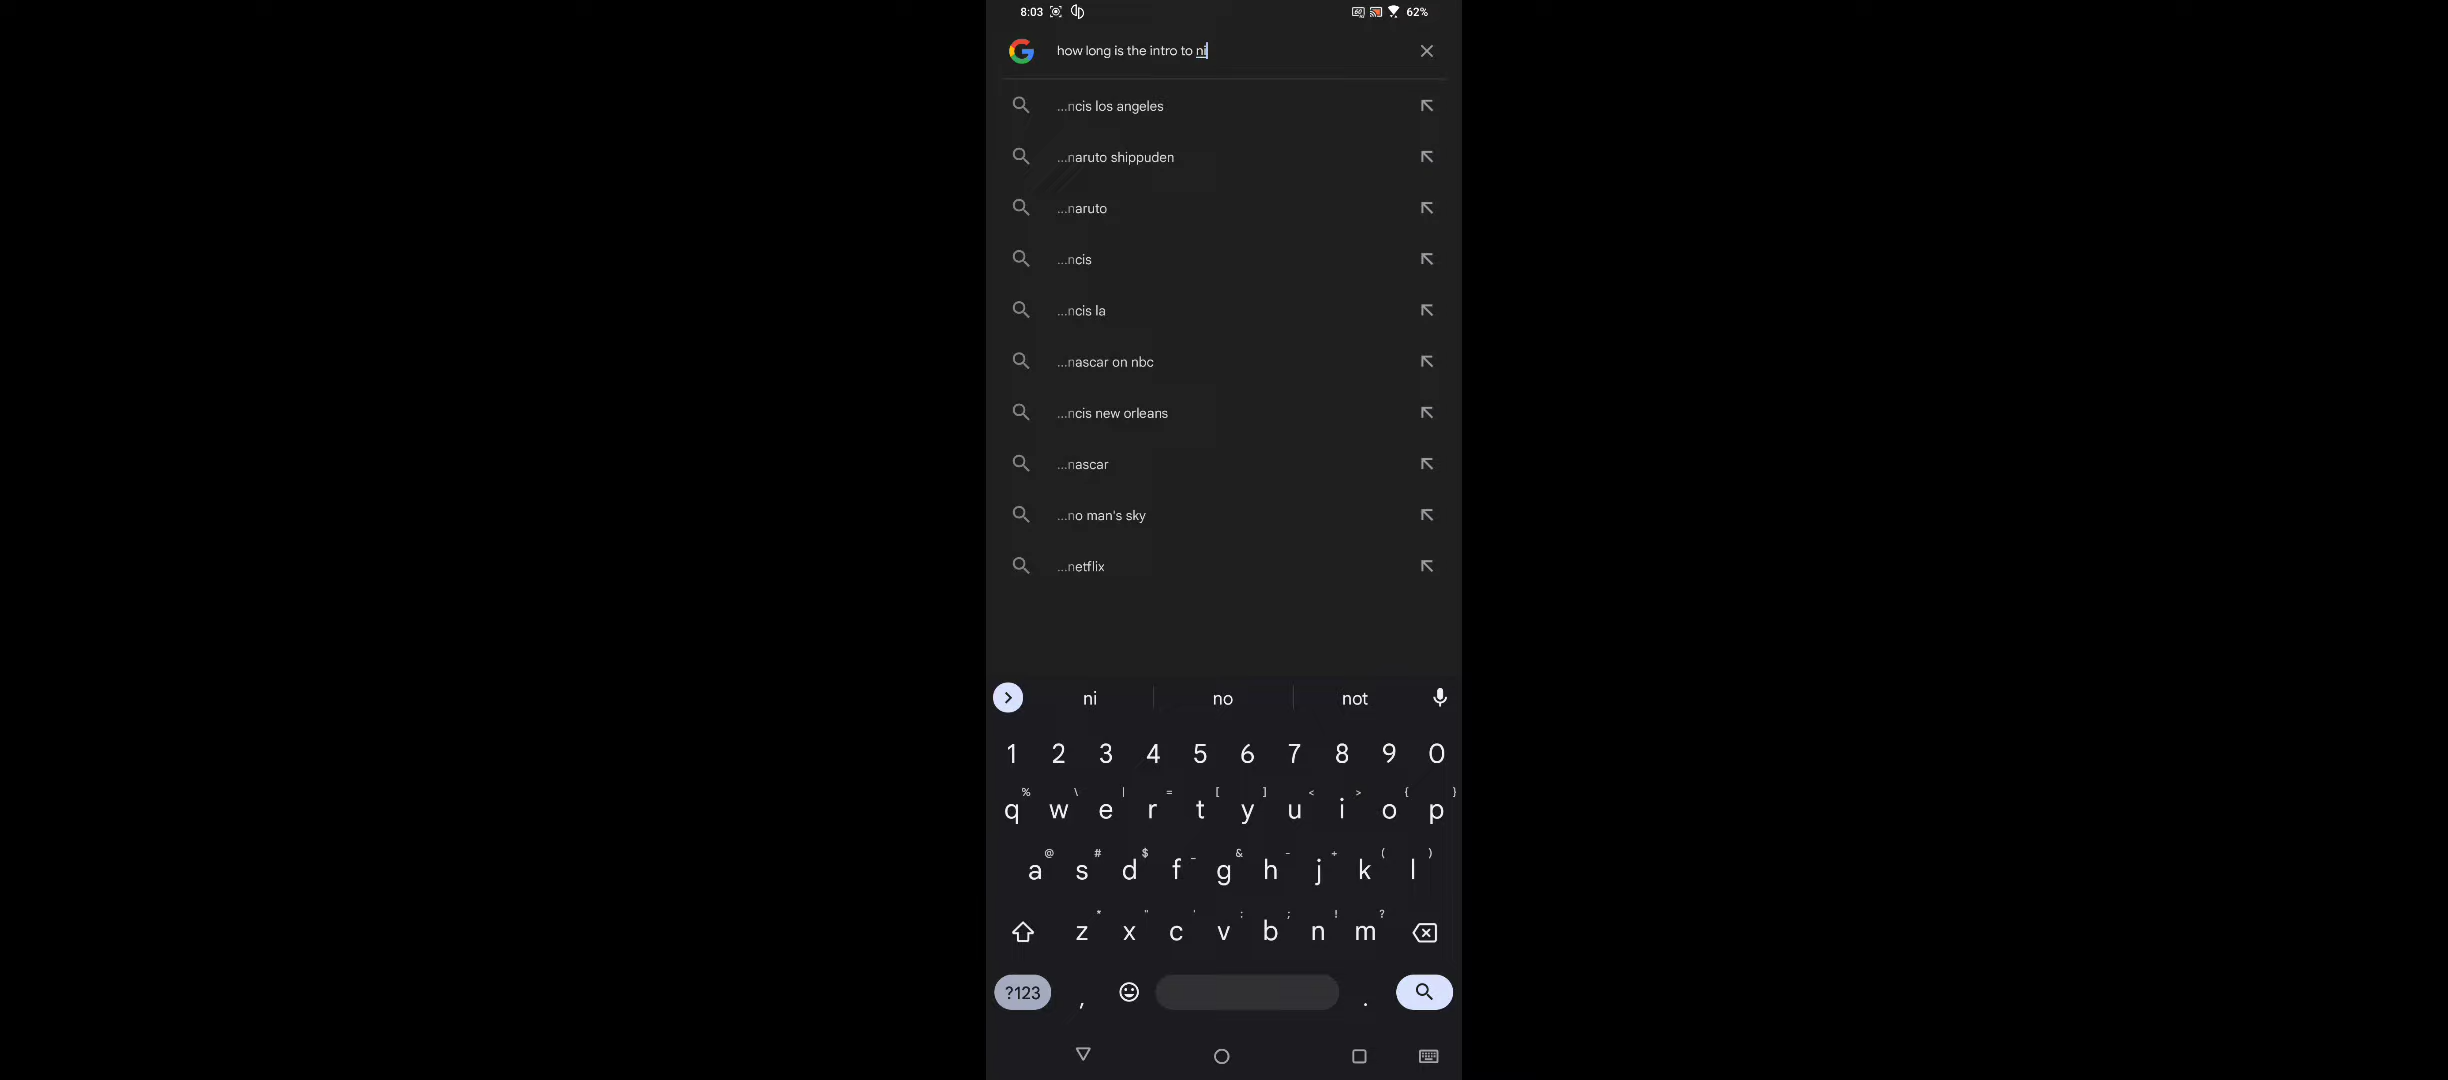 8:03 62%
how long is the intro to ni
...ncis los angeles
...naruto shippuden
...naruto
...ncis
...ncis la
...nascar on nbc
...ncis new orleans
...nascar
...no man's sky
...netflix
ni no not
1 2 3 4 5 6 7 8 9 0
% \ | = [ ] < > { }
q w e r t y u i o p
@ # $ _ & - + ( )
a s d f g h j k l
* " ' : ; ! ?
z x c v b n m
?123 , .